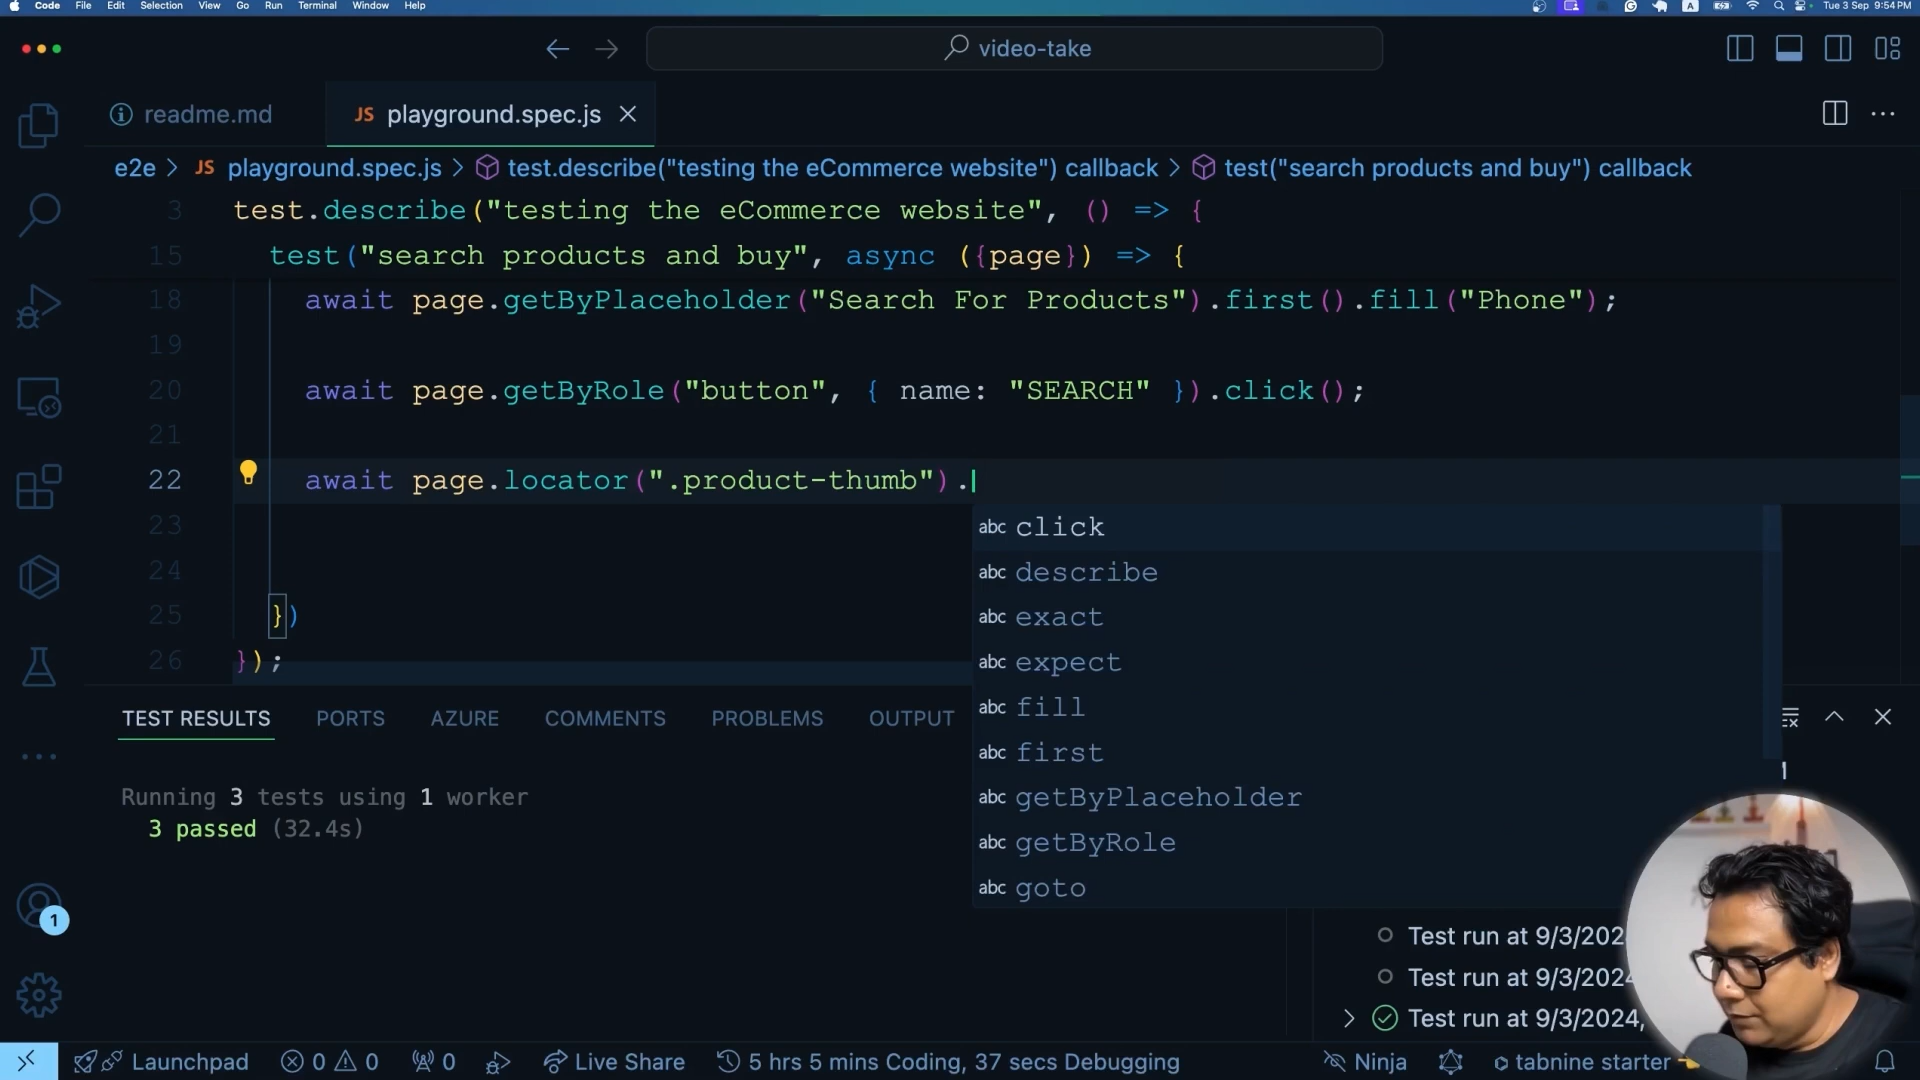 Code File Edit Selection View Go Run Terminal Window Help
A
Tue 3 Sep 9:54 PM
video-take
readme.md
JS playground.spec.js
e2e > JS playground.spec.js > test.describe("testing the eCommerce website") callback > test("search products and buy") callback
3 test.describe("testing the eCommerce website", () => {
15 test("search products and buy", async ({page}) => {
18 await page.getByPlaceholder("Search For Products").first().fill("Phone");
19
20 await page.getByRole("button", { name: "SEARCH" }).click();
21
22 await page.locator(".product-thumb").
23
24
25 })
26 });
abc click
abc describe
abc exact
abc expect
abc fill
abc first
abc getByPlaceholder
abc getByRole
abc goto
TEST RESULTS PORTS AZURE COMMENTS PROBLEMS OUTPUT
Running 3 tests using 1 worker
3 passed (32.4s)
Test run at 9/3/202
Test run at 9/3/2024
Test run at 9/3/2024,
1
Launchpad 0 0 0 Live Share 5 hrs 5 mins Coding, 37 secs Debugging Ninja tabnine starter